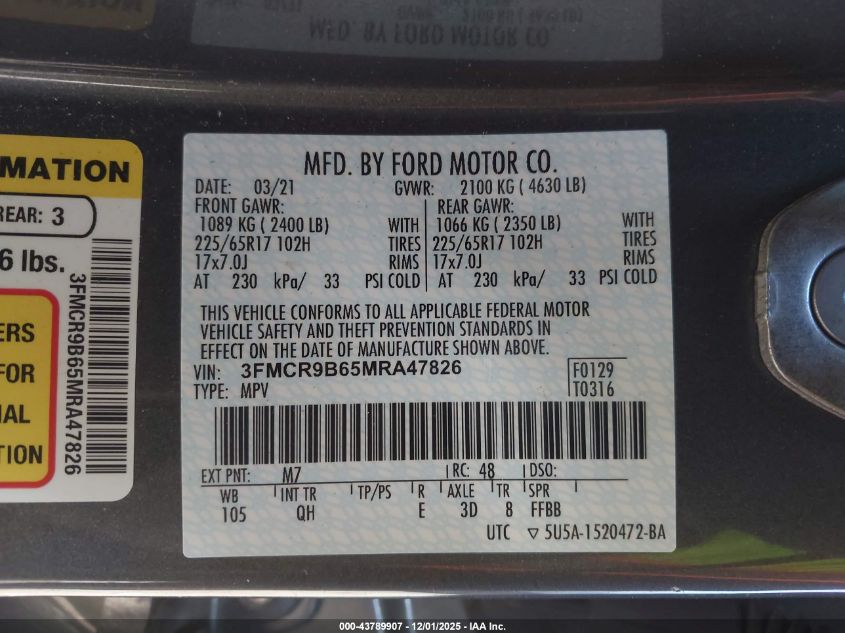 MFD. BY FORD MOTOR CO.
MATION
REAR: 3
6 lbs.
3FMCR9B65MRA47826
ERS
FOR
IAL
TION
MFD. BY FORD MOTOR CO.
DATE: 03/21 GVWR: 2100 KG ( 4630 LB)
FRONT GAWR: REAR GAWR:
1089 KG ( 2400 LB) WITH 1066 KG ( 2350 LB) WITH
225/65R17 102H TIRES 225/65R17 102H TIRES
17x7.0J RIMS 17x7.0J RIMS
AT 230 kPa/ 33 PSI COLD AT 230 kPa/ 33 PSI COLD
THIS VEHICLE CONFORMS TO ALL APPLICABLE FEDERAL MOTOR
VEHICLE SAFETY AND THEFT PREVENTION STANDARDS IN
EFFECT ON THE DATE OF MANUFACTURE SHOWN ABOVE.
VIN: 3FMCR9B65MRA47826 F0129
TYPE: MPV T0316
EXT PNT: M7 RC: 48 DSO:
WB INT TR TP/PS R AXLE TR SPR
105 QH E 3D 8 FFBB
UTC ▽ 5U5A-1520472-BA
000-43789907 - 12/01/2025 - IAA Inc.